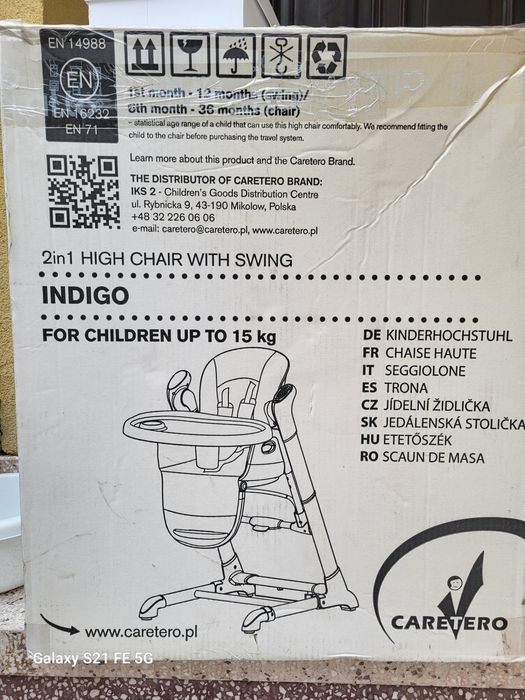 EN 14988
EN
EN 16232
EN 71
1st month - 12 months (swing)/
6th month - 36 months (chair)
- statistical age range of a child that can use this high chair comfortably. We recommend fitting the
child to the chair before purchasing the travel system.
Learn more about this product and the Caretero Brand.
THE DISTRIBUTOR OF CARETERO BRAND:
IKS 2 - Children's Goods Distribution Centre
ul. Rybnicka 9, 43-190 Mikolow, Polska
+48 32 226 06 06
e-mail: caretero@caretero.pl, www.caretero.pl
2in1 HIGH CHAIR WITH SWING
INDIGO
FOR CHILDREN UP TO 15 kg
DE KINDERHOCHSTUHL
FR CHAISE HAUTE
IT SEGGIOLONE
ES TRONA
CZ JÍDELNÍ ŽIDLIČKA
SK JEDÁLENSKÁ STOLIČKA
HU ETETŐSZÉK
RO SCAUN DE MASA
CARETERO
www.caretero.pl
Galaxy S21 FE 5G